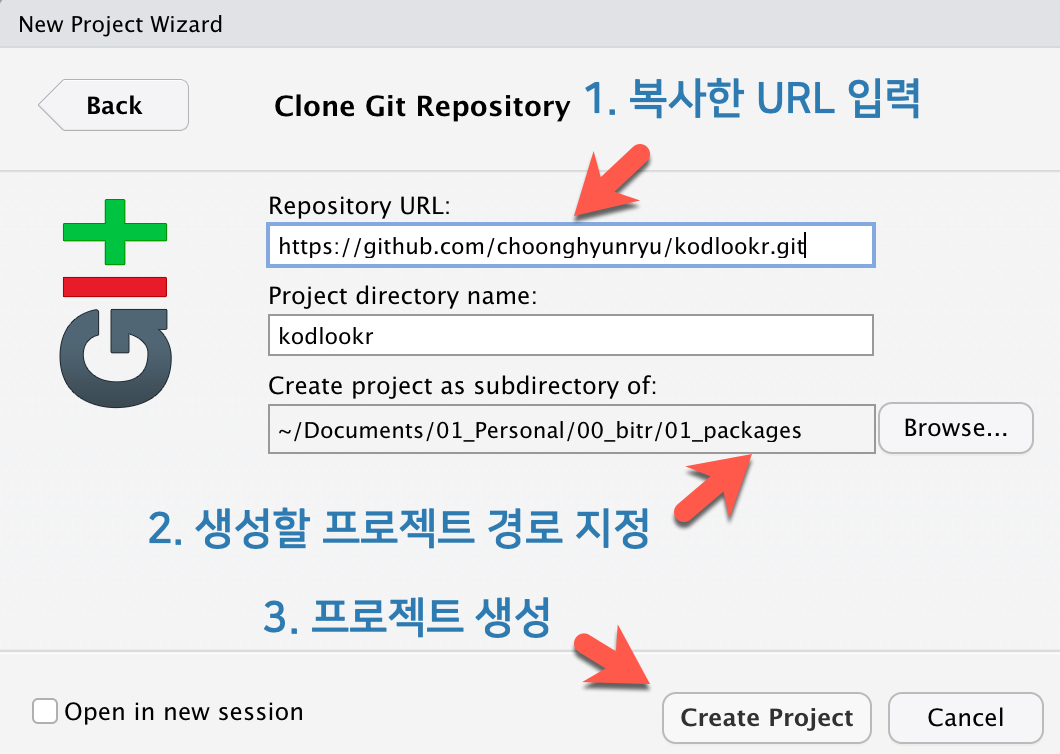 New Project Wizard
Back
Clone Git Repository
1. 복사한 URL 입력
Repository URL:
https://github.com/choonghyunryu/kodlookr.git
Project directory name:
kodlookr
Create project as subdirectory of:
~/Documents/01_Personal/00_bitr/01_packages
Browse...
2. 생성할 프로젝트 경로 지정
3. 프로젝트 생성
Open in new session
Create Project
Cancel